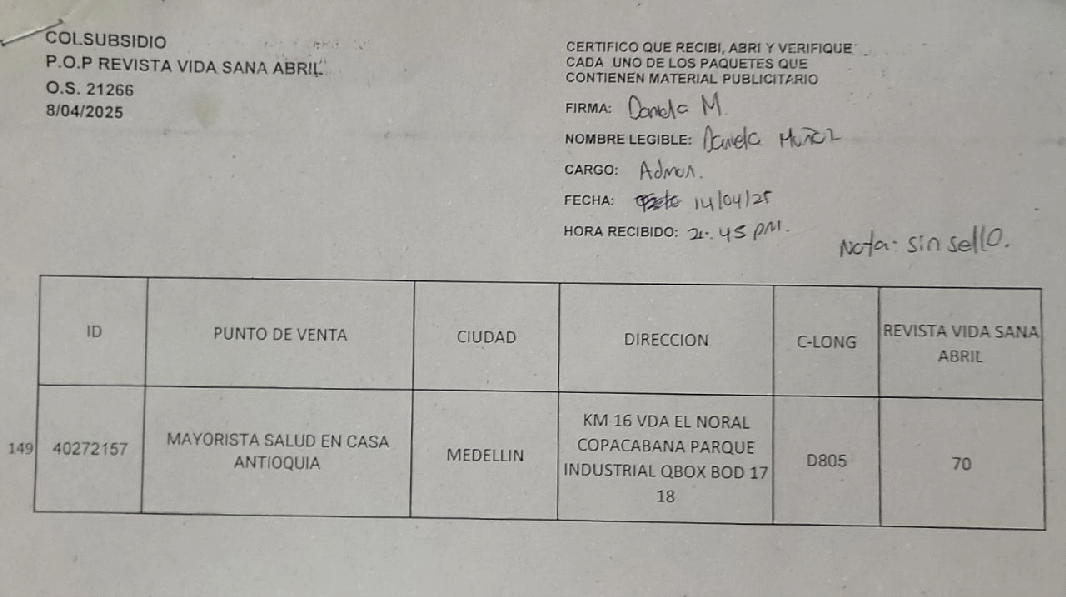 COLSUBSIDIO
P.O.P REVISTA VIDA SANA ABRIL
O.S. 21266
8/04/2025
CERTIFICO QUE RECIBI, ABRI Y VERIFIQUE
CADA UNO DE LOS PAQUETES QUE
CONTIENEN MATERIAL PUBLICITARIO
FIRMA: Daniela M.
NOMBRE LEGIBLE: Daniela Muñoz
CARGO: Admon.
FECHA: 14/04/25
HORA RECIBIDO: 2:45 PM.
Nota: sin sello.
ID
PUNTO DE VENTA
CIUDAD
DIRECCION
C-LONG
REVISTA VIDA SANA
ABRIL
149
40272157
MAYORISTA SALUD EN CASA
ANTIOQUIA
MEDELLIN
KM 16 VDA EL NORAL
COPACABANA PARQUE
INDUSTRIAL QBOX BOD 17
18
D805
70